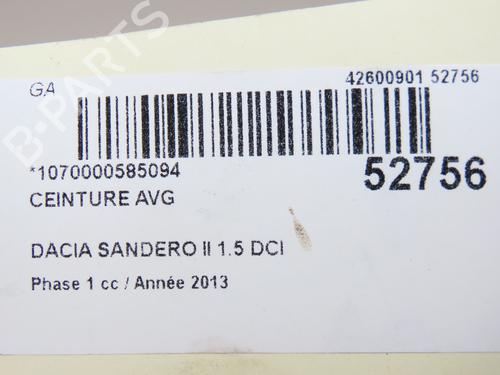 B-PARTS
GA
42600901 52756
*1070000585094
52756
CEINTURE AVG
DACIA SANDERO II 1.5 DCI
Phase 1 cc / Année 2013